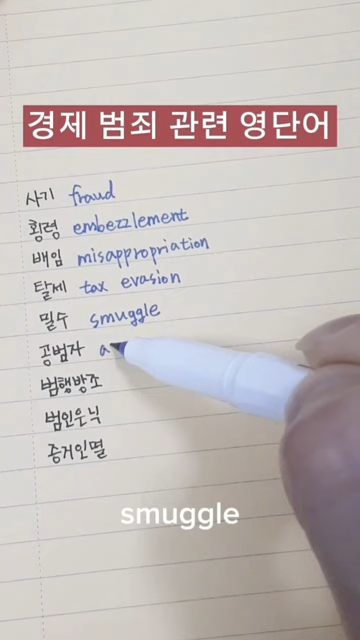 경제 범죄 관련 영단어
사기 fraud
횡령 embezzlement
배임 misappropriation
탈세 tax evasion
밀수 smuggle
공범자 a
범행방조
범인은닉
증거인멸
smuggle